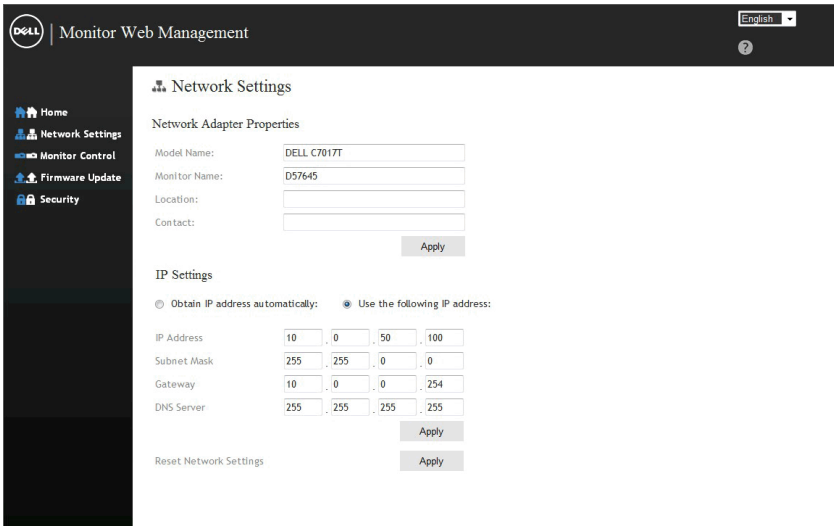 DELL Monitor Web Management
English
?
Home
Network Settings
Monitor Control
Firmware Update
Security
Network Settings
Network Adapter Properties
Model Name: DELL C7017T
Monitor Name: D57645
Location:
Contact:
Apply
IP Settings
Obtain IP address automatically: Use the following IP address:
IP Address 10 . 0 . 50 . 100
Subnet Mask 255 . 255 . 0 . 0
Gateway 10 . 0 . 0 . 254
DNS Server 255 . 255 . 255 . 255
Apply
Reset Network Settings Apply